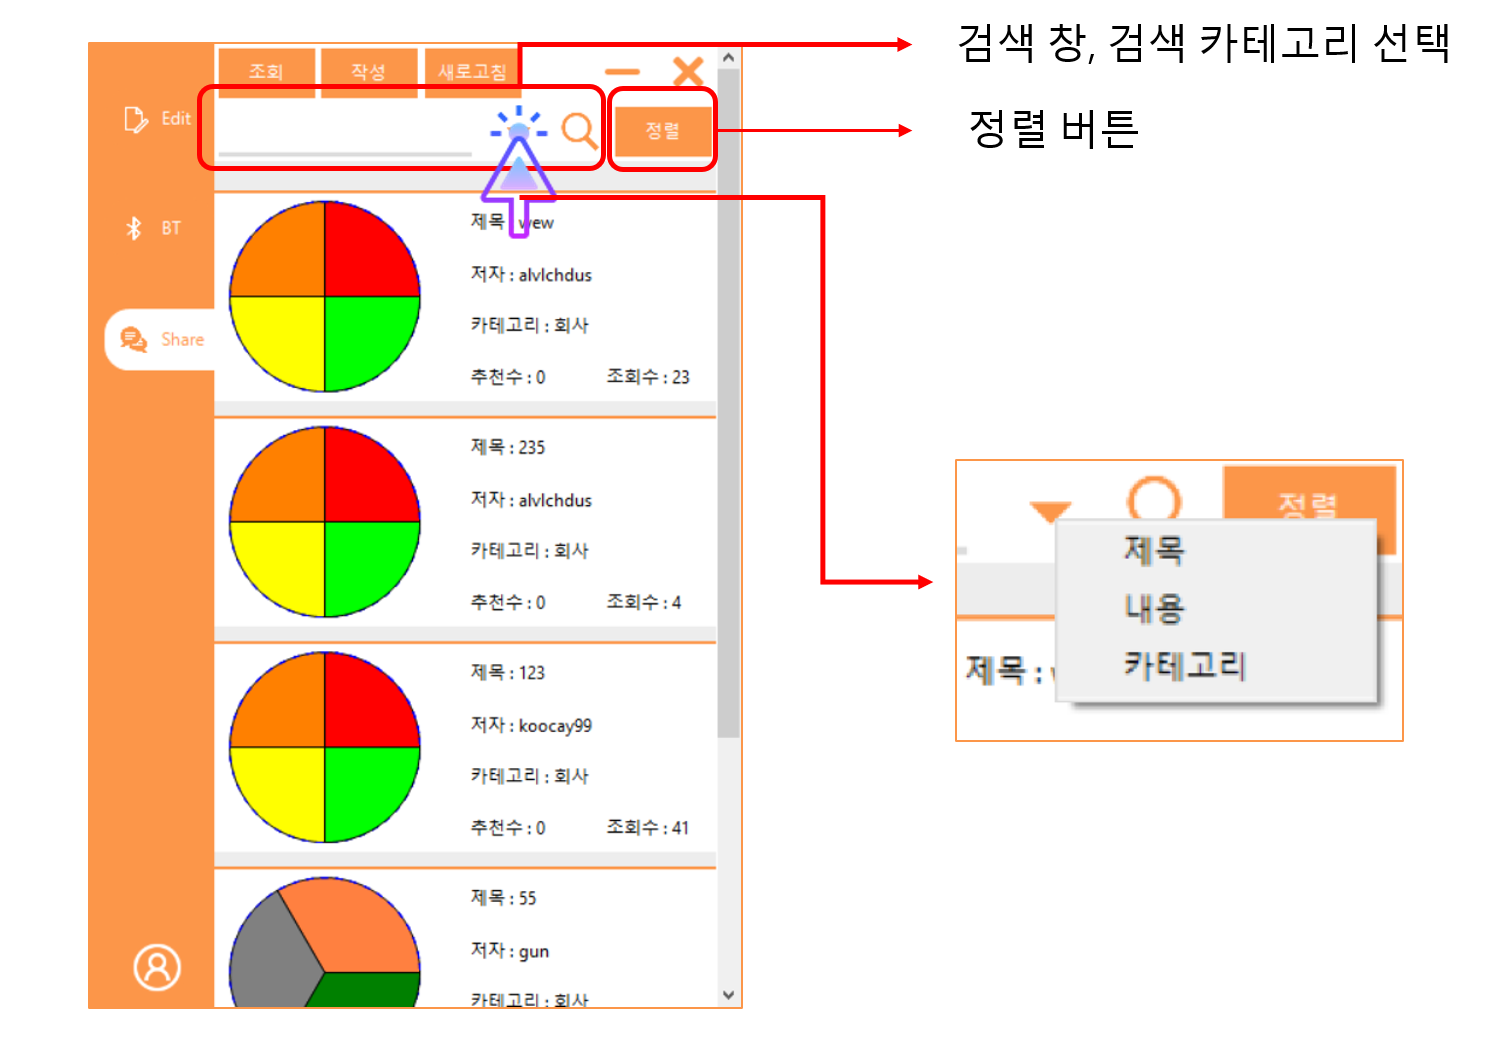 검색 창, 검색 카테고리 선택
정렬 버튼
조회 작성 새로고침
정렬
Edit
BT
Share
제목 : wew
저자 : alvlchdus
카테고리 : 회사
추천수 : 0 조회수 : 23
제목 : 235
저자 : alvlchdus
카테고리 : 회사
추천수 : 0 조회수 : 4
제목 : 123
저자 : koocay99
카테고리 : 회사
추천수 : 0 조회수 : 41
제목 : 55
저자 : gun
카테고리 : 회사
정렬
제목
내용
카테고리
제목 :